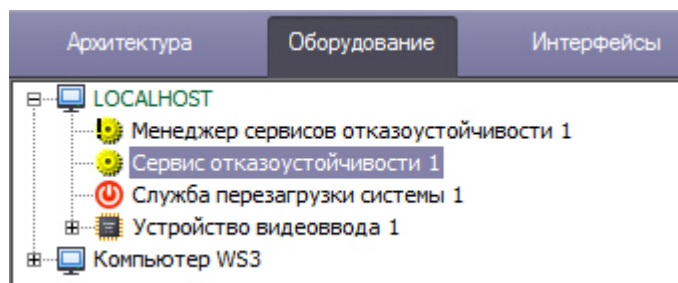 Архитектура Оборудование Интерфейсы
LOCALHOST
Менеджер сервисов отказоустойчивости 1
Сервис отказоустойчивости 1
Служба перезагрузки системы 1
Устройство видеоввода 1
Компьютер WS3